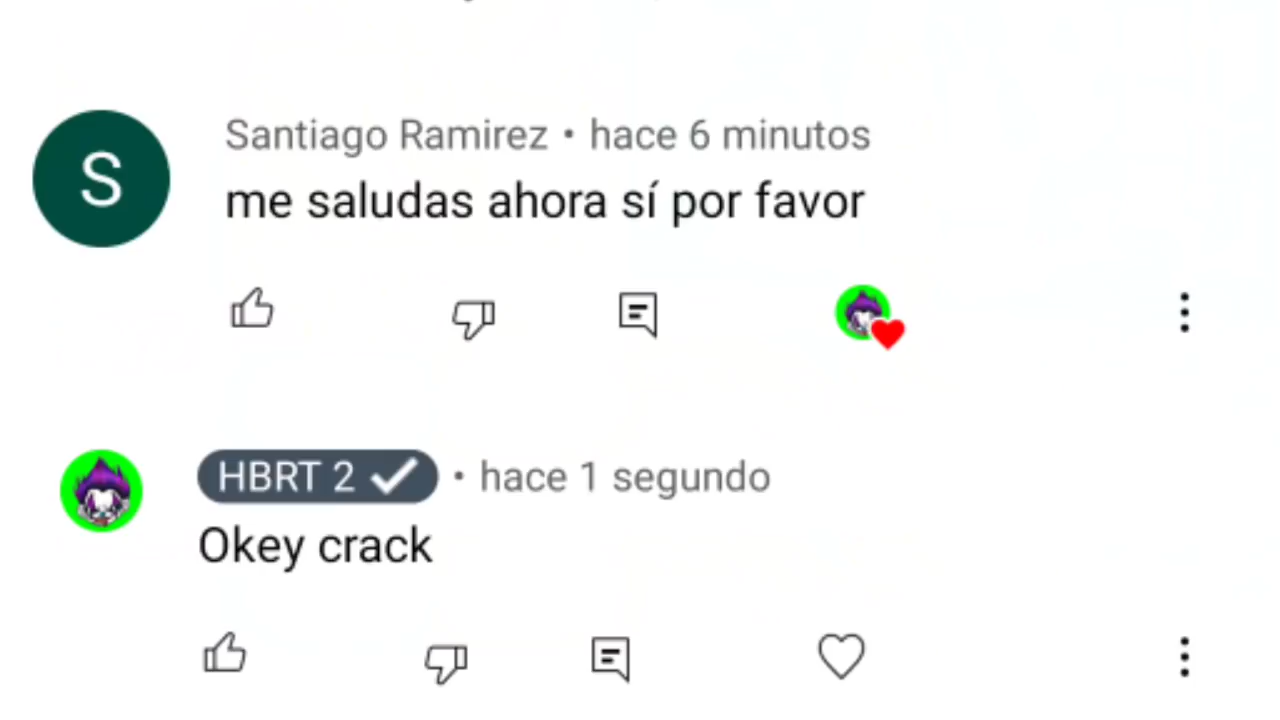 S
Santiago Ramirez • hace 6 minutos
me saludas ahora sí por favor
HBRT 2 ✔ • hace 1 segundo
Okey crack